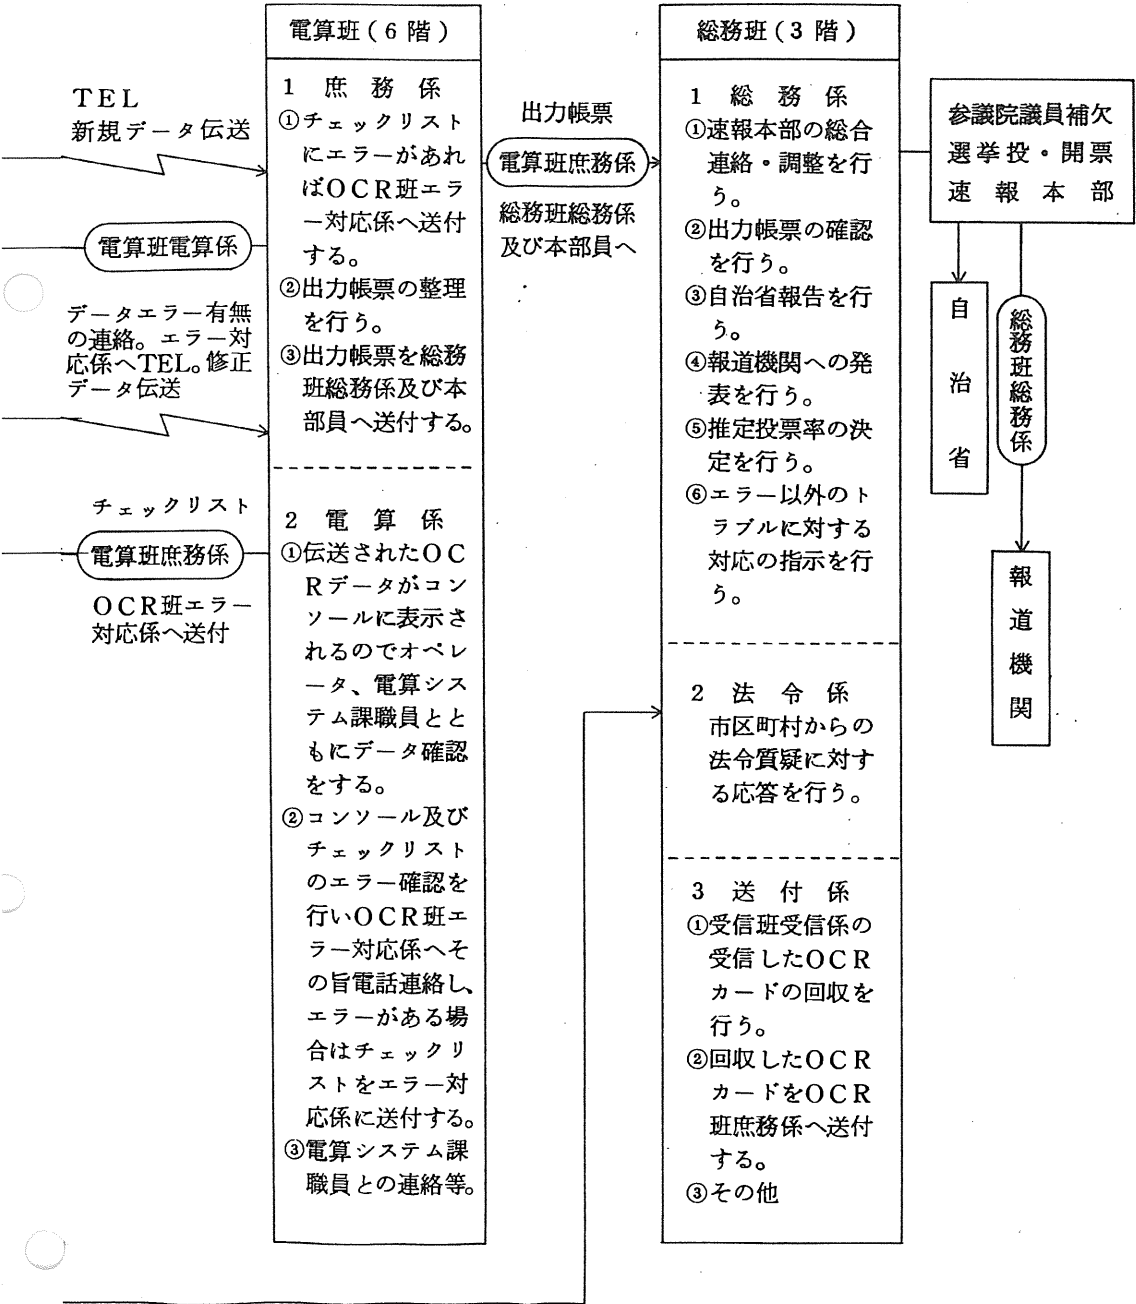 TEL
新規データ伝送
電算班電算係
データエラー有無
の連絡。エラー対
応係へTEL。修正
データ伝送
チェックリスト
電算班庶務係
OCR班エラー
対応係へ送付
電算班(6階)
1 庶務係
①チェックリスト
にエラーがあれ
ばOCR班エラ
ー対応係へ送付
する。
②出力帳票の整理
を行う。
③出力帳票を総務
班総務係及び本
部員へ送付する。
2 電算係
①伝送されたOC
Rデータがコン
ソールに表示さ
れるのでオペレ
ータ、電算シス
テム課職員とと
もにデータ確認
をする。
②コンソール及び
チェックリスト
のエラー確認を
行いOCR班エ
ラー対応係へそ
の旨電話連絡し、
エラーがある場
合はチェックリ
ストをエラー対
応係に送付する。
③電算システム課
職員との連絡等。
出力帳票
電算班庶務係
総務班総務係
及び本部員へ
総務班(3階)
1 総務係
①速報本部の総合
連絡・調整を行
う。
②出力帳票の確認
を行う。
③自治省報告を行
う。
④報道機関への発
表を行う。
⑤推定投票率の決
定を行う。
⑥エラー以外のト
ラブルに対する
対応の指示を行
う。
2 法令係
市区町村からの
法令質疑に対す
る応答を行う。
3 送付係
①受信班受信係の
受信したOCR
カードの回収を
行う。
②回収したOCR
カードをOCR
班庶務係へ送付
する。
③その他
参議院議員補欠
選挙投・開票
速報本部
自治省
総務班総務係
報道機関